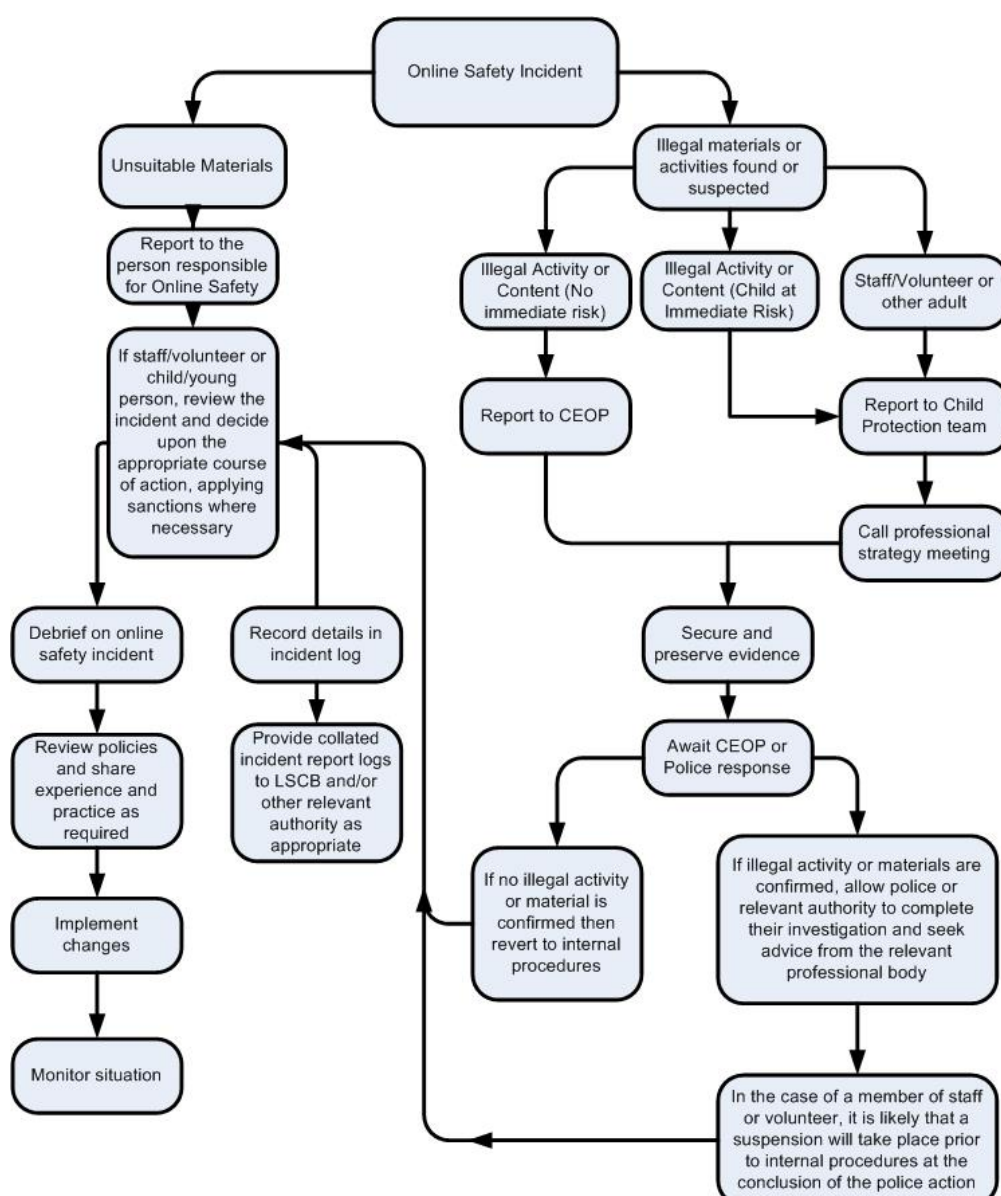 Online Safety Incident
Unsuitable Materials
Illegal materials or
activities found or
suspected
Report to the
person responsible
for Online Safety
Illegal Activity or
Content (No
immediate risk)
Illegal Activity or
Content (Child at
Immediate Risk)
Staff/Volunteer or
other adult
If staff/volunteer or
child/young
person, review the
incident and decide
upon the
appropriate course
of action, applying
sanctions where
necessary
Report to CEOP
Report to Child
Protection team
Call professional
strategy meeting
Debrief on online
safety incident
Record details in
incident log
Secure and
preserve evidence
Review policies
and share
experience and
practice as
required
Provide collated
incident report logs
to LSCB and/or
other relevant
authority as
appropriate
Await CEOP or
Police response
If no illegal activity
or material is
confirmed then
revert to internal
procedures
If illegal activity or materials are
confirmed, allow police or
relevant authority to complete
their investigation and seek
advice from the relevant
professional body
Implement
changes
Monitor situation
In the case of a member of staff
or volunteer, it is likely that a
suspension will take place prior
to internal procedures at the
conclusion of the police action